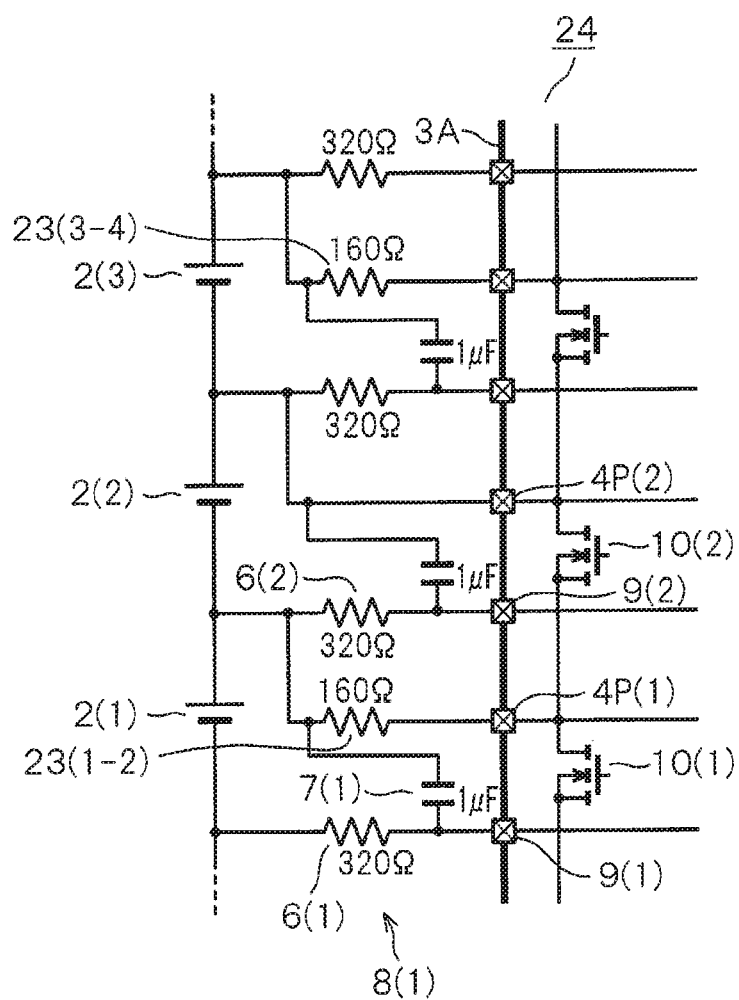 24
3A
320Ω
23(3-4)
160Ω
2(3)
1μF
320Ω
2(2)
4P(2)
10(2)
6(2)
1μF
9(2)
320Ω
160Ω
4P(1)
2(1)
23(1-2)
7(1)
1μF
10(1)
320Ω
9(1)
6(1)
8(1)